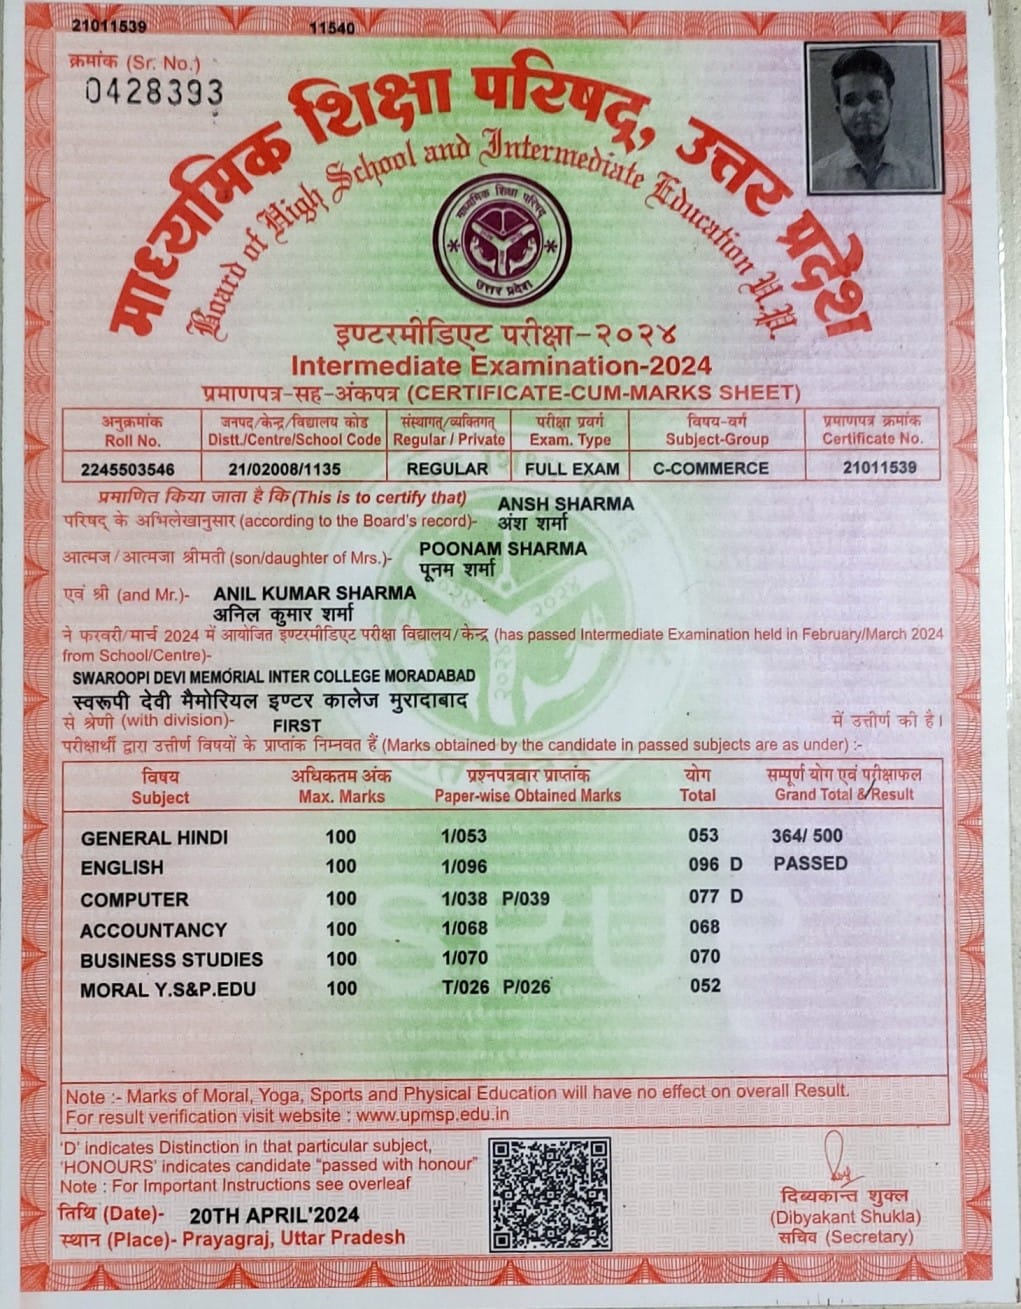 21011539 11540
क्रमांक (Sr. No.)
0428393
माध्यमिक शिक्षा परिषद्, उत्तर प्रदेश
Board of High School and Intermediate Education U.P.
माध्यमिक शिक्षा परिषद
उत्तर प्रदेश
इण्टरमीडिएट परीक्षा-२०२४
Intermediate Examination-2024
प्रमाणपत्र-सह-अंकपत्र (CERTIFICATE-CUM-MARKS SHEET)
अनुक्रमांक जनपद/केन्द्र/विद्यालय कोड संस्थागत/व्यक्तिगत परीक्षा प्रवर्ग विषय-वर्ग प्रमाणपत्र क्रमांक
Roll No. Distt./Centre/School Code Regular / Private Exam. Type Subject-Group Certificate No.
2245503546 21/02008/1135 REGULAR FULL EXAM C-COMMERCE 21011539
प्रमाणित किया जाता है कि (This is to certify that) ANSH SHARMA
परिषद् के अभिलेखानुसार (according to the Board's record)- अंश शर्मा
आत्मज/आत्मजा श्रीमती (son/daughter of Mrs.)- POONAM SHARMA
पूनम शर्मा
एवं श्री (and Mr.)- ANIL KUMAR SHARMA
अनिल कुमार शर्मा
ने फरवरी/मार्च 2024 में आयोजित इण्टरमीडिएट परीक्षा विद्यालय/केन्द्र (has passed Intermediate Examination held in February/March 2024
from School/Centre)-
SWAROOPI DEVI MEMORIAL INTER COLLEGE MORADABAD
स्वरूपी देवी मैमोरियल इण्टर कालेज मुरादाबाद
से श्रेणी (with division)- FIRST में उत्तीर्ण की है।
परीक्षार्थी द्वारा उत्तीर्ण विषयों के प्राप्तांक निम्नवत हैं (Marks obtained by the candidate in passed subjects are as under) :-
विषय अधिकतम अंक प्रश्नपत्रवार प्राप्तांक योग सम्पूर्ण योग एवं परीक्षाफल
Subject Max. Marks Paper-wise Obtained Marks Total Grand Total & Result
GENERAL HINDI 100 1/053 053 364/ 500
ENGLISH 100 1/096 096 D PASSED
COMPUTER 100 1/038 P/039 077 D
ACCOUNTANCY 100 1/068 068
BUSINESS STUDIES 100 1/070 070
MORAL Y.S&P.EDU 100 T/026 P/026 052
Note :- Marks of Moral, Yoga, Sports and Physical Education will have no effect on overall Result.
For result verification visit website : www.upmsp.edu.in
'D' indicates Distinction in that particular subject,
'HONOURS' indicates candidate "passed with honour"
Note : For Important Instructions see overleaf
तिथि (Date)- 20TH APRIL'2024
स्थान (Place)- Prayagraj, Uttar Pradesh
दिब्यकान्त शुक्ल
(Dibyakant Shukla)
सचिव (Secretary)